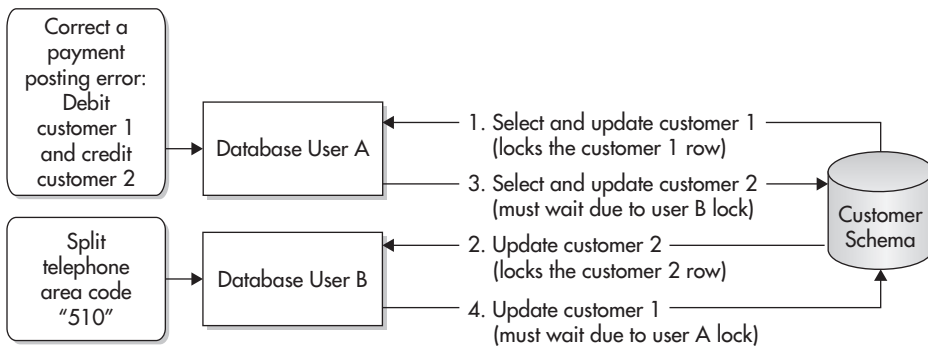 Correct a
payment
posting error:
Debit
customer 1
and credit
customer 2
Database User A
1. Select and update customer 1
(locks the customer 1 row)
3. Select and update customer 2
(must wait due to user B lock)
Split
telephone
area code
“510”
Database User B
2. Update customer 2
(locks the customer 2 row)
4. Update customer 1
(must wait due to user A lock)
Customer
Schema